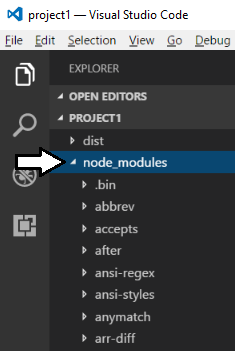 project1 — Visual Studio Code
File Edit Selection View Go Debug
EXPLORER
OPEN EDITORS
PROJECT1
dist
node_modules
.bin
abbrev
accepts
after
ansi-regex
ansi-styles
anymatch
arr-diff